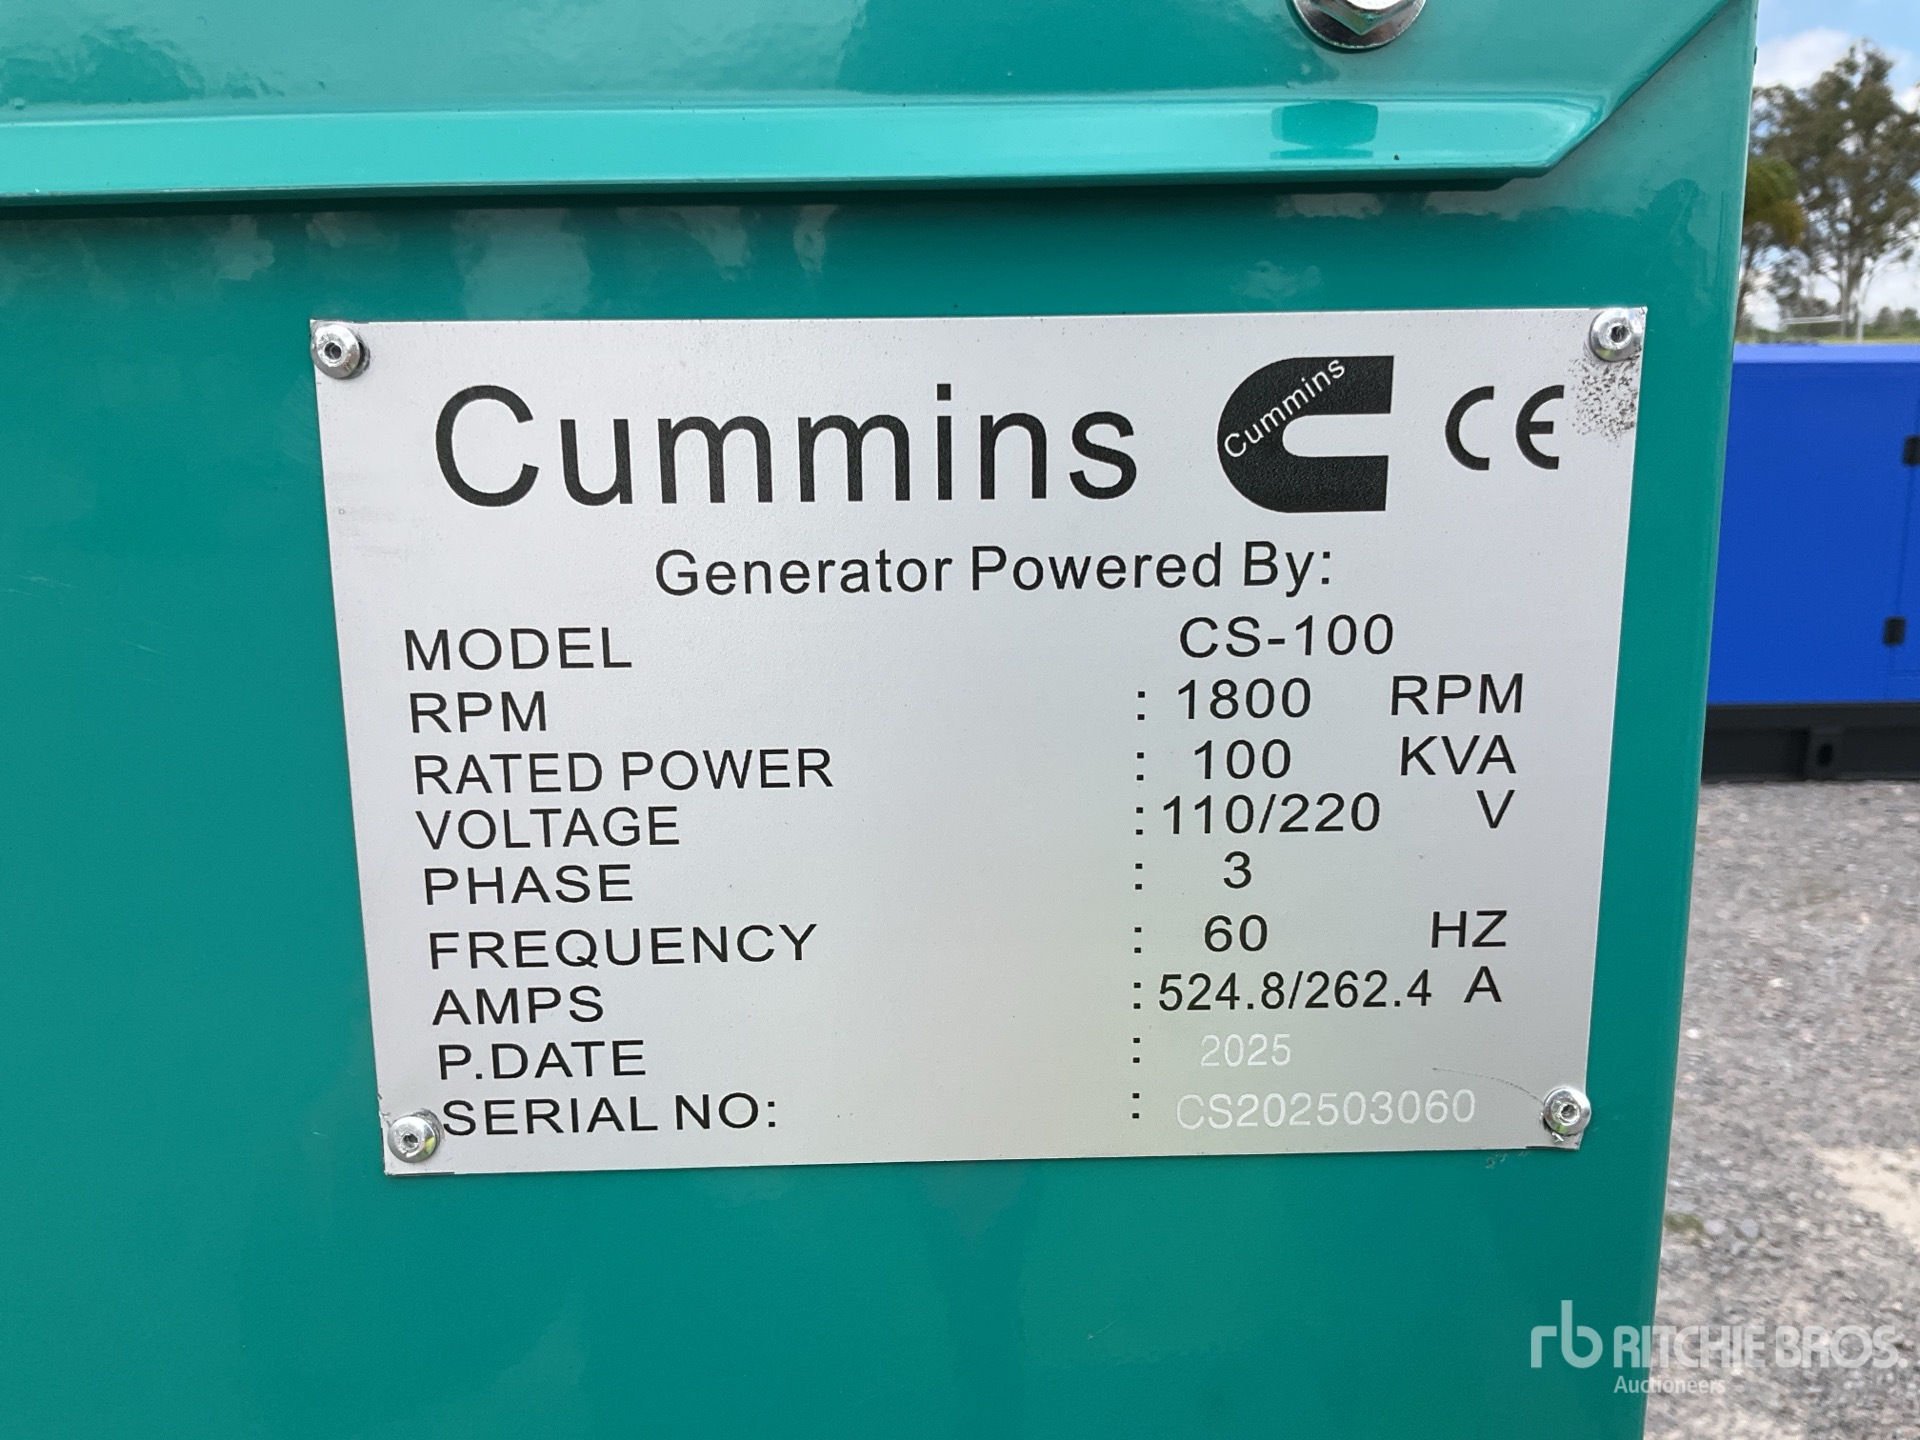 Cummins Cummins CE
Generator Powered By:
MODEL CS-100
RPM : 1800 RPM
RATED POWER : 100 KVA
VOLTAGE : 110/220 V
PHASE : 3
FREQUENCY : 60 HZ
AMPS : 524.8/262.4 A
P.DATE : 2025
SERIAL NO: : CS202503060
rb RITCHIE BROS.
Auctioneers